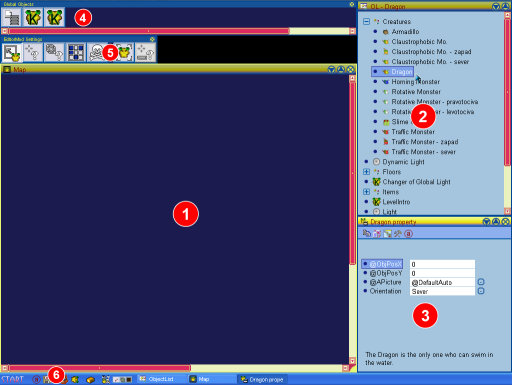 Global Objects
4
EditorMed Settings
5
Map
1
OL - Dragon
Creatures
Armadillo
Claustrophobic Mo.
Claustrophobic Mo. - zapad
Claustrophobic Mo. - sever
Dragon
Homing Monster
Rotative Monster
Rotative Monster - pravotociva
Rotative Monster - levotociva
Slime
Traffic Monster
Traffic Monster - zapad
Traffic Monster - sever
Dynamic Light
Floors
Changer of Global Light
Items
LevelIntro
Light
2
Dragon property
@ObjPosX 0
@ObjPosY 0
@APicture @DefaultAuto
Orientation Sever
3
The Dragon is the only one who can swim in
the water.
START
6
ObjectList
Map
Dragon prope